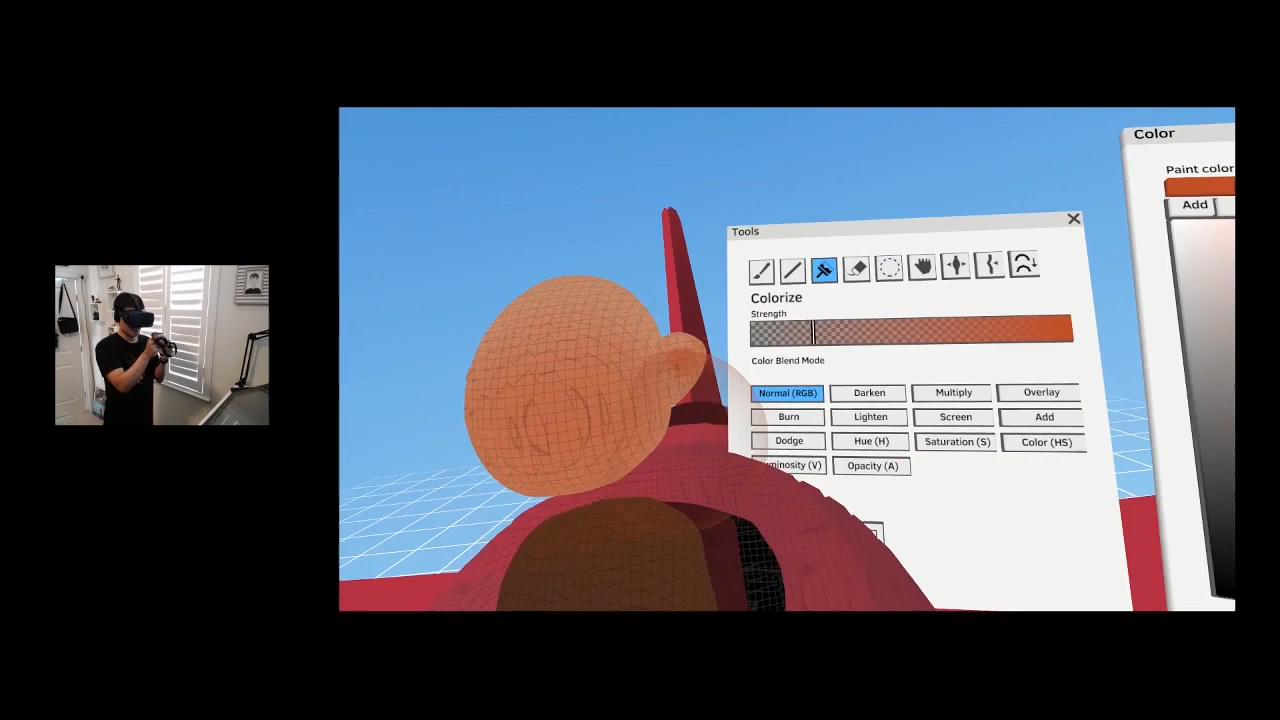 Color
Paint color
Add
Tools
Colorize
Strength
Color Blend Mode
Normal (RGB)
Darken
Multiply
Overlay
Burn
Lighten
Screen
Add
Dodge
Hue (H)
Saturation (S)
Color (HS)
minosity (V)
Opacity (A)